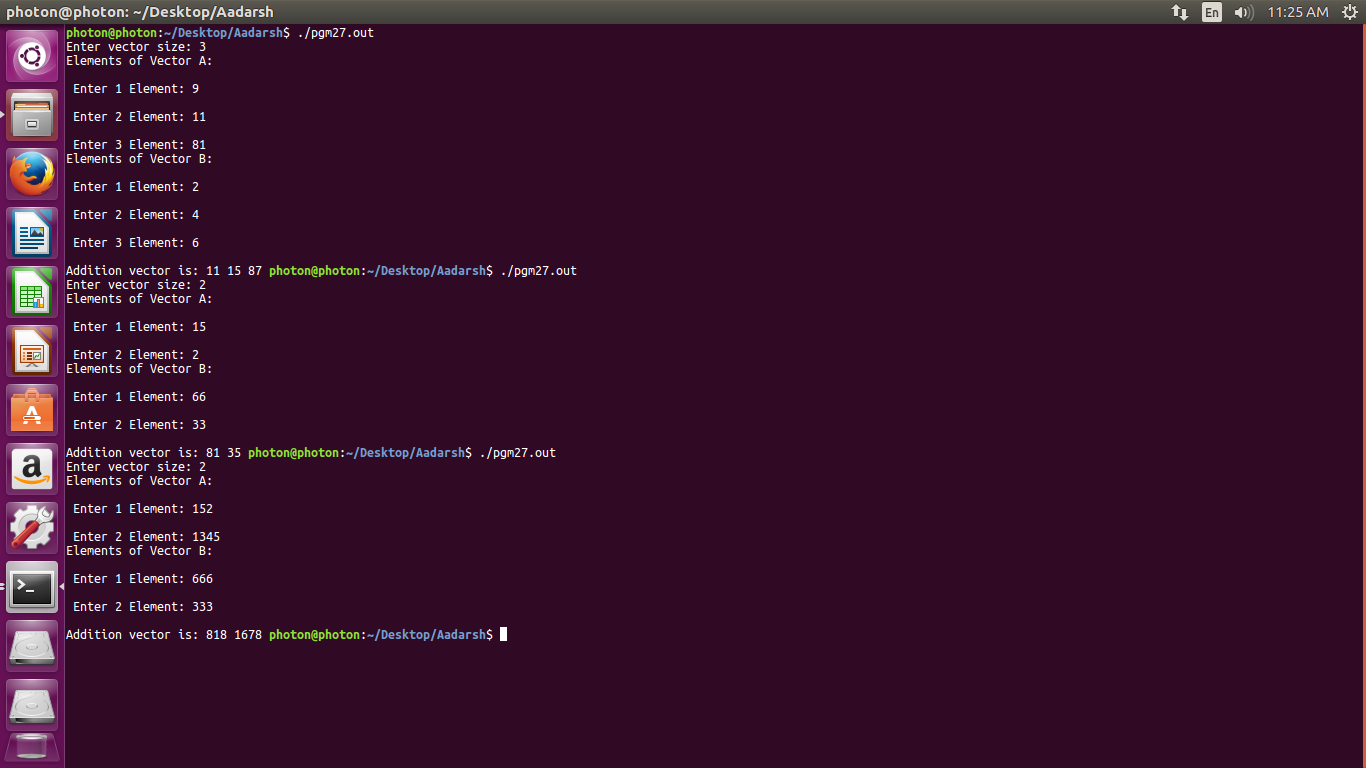 photon@photon: ~/Desktop/Aadarsh
En
11:25 AM
photon@photon:~/Desktop/Aadarsh$ ./pgm27.out
Enter vector size: 3
Elements of Vector A:
Enter 1 Element: 9
Enter 2 Element: 11
Enter 3 Element: 81
Elements of Vector B:
Enter 1 Element: 2
Enter 2 Element: 4
Enter 3 Element: 6
Addition vector is: 11 15 87 photon@photon:~/Desktop/Aadarsh$ ./pgm27.out
Enter vector size: 2
Elements of Vector A:
Enter 1 Element: 15
Enter 2 Element: 2
Elements of Vector B:
Enter 1 Element: 66
Enter 2 Element: 33
Addition vector is: 81 35 photon@photon:~/Desktop/Aadarsh$ ./pgm27.out
Enter vector size: 2
Elements of Vector A:
Enter 1 Element: 152
Enter 2 Element: 1345
Elements of Vector B:
Enter 1 Element: 666
Enter 2 Element: 333
Addition vector is: 818 1678 photon@photon:~/Desktop/Aadarsh$